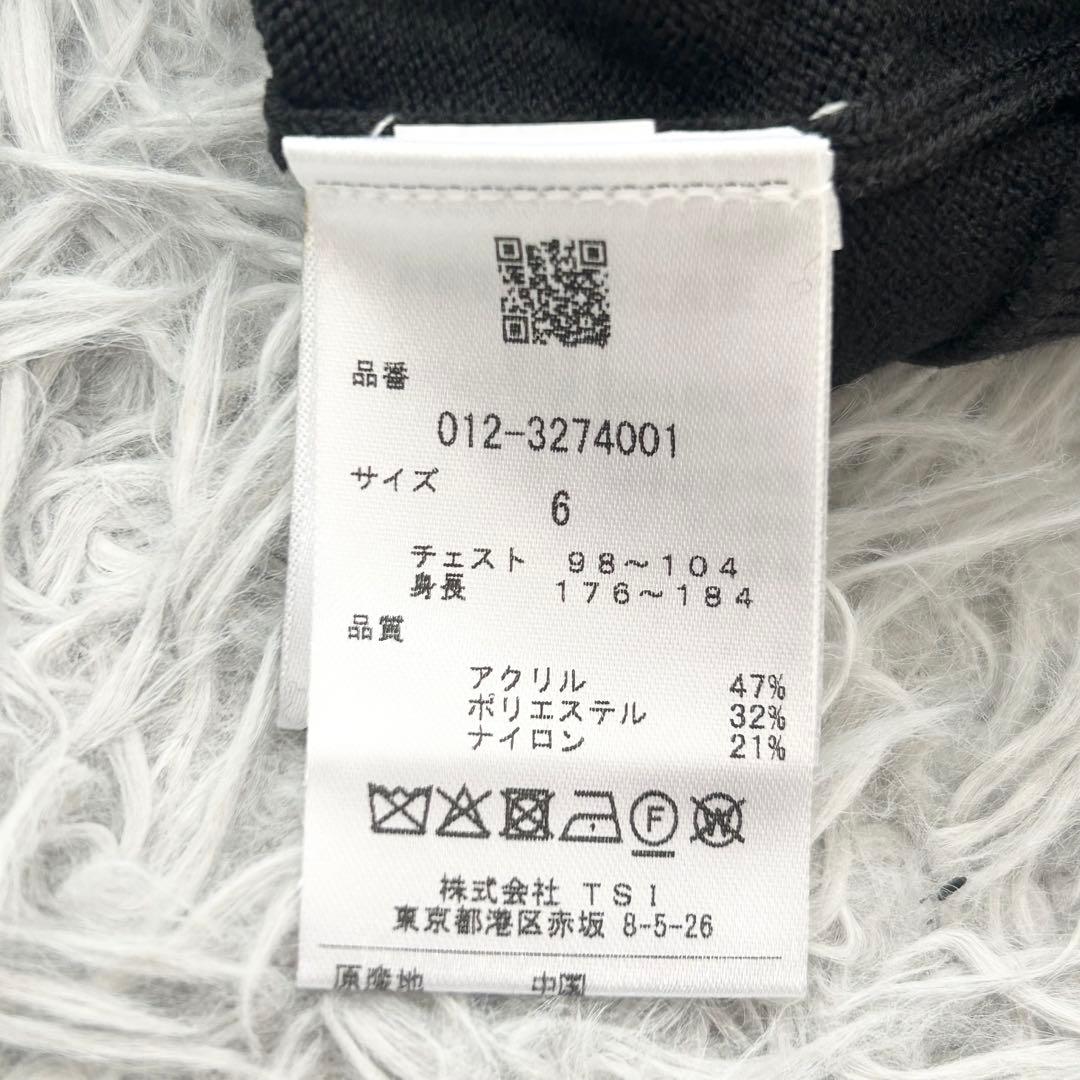 品番
012-3274001
サイズ
6
チェスト 98～104
身長 176～184
品質
アクリル 47%
ポリエステル 32%
ナイロン 21%
F W
株式会社 TSI
東京都港区赤坂 8-5-26
原産地 中国